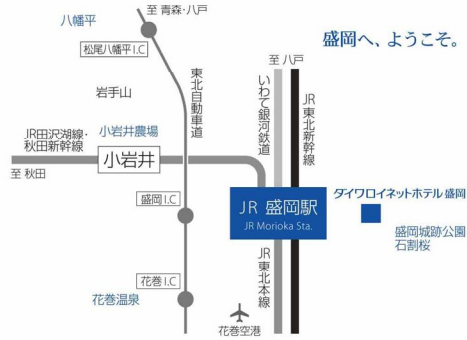 至 青森・八戸
八幡平
盛岡へ、ようこそ。
松尾八幡平I.C
至 八戸
東北自動車道
いわて銀河鉄道
JR東北新幹線
岩手山
JR田沢湖線・
秋田新幹線
小岩井農場
小岩井
至 秋田
盛岡I.C
JR 盛岡駅
JR Morioka Sta.
ダイワロイネットホテル 盛岡
盛岡城跡公園
石割桜
JR東北本線
花巻I.C
花巻温泉
花巻空港